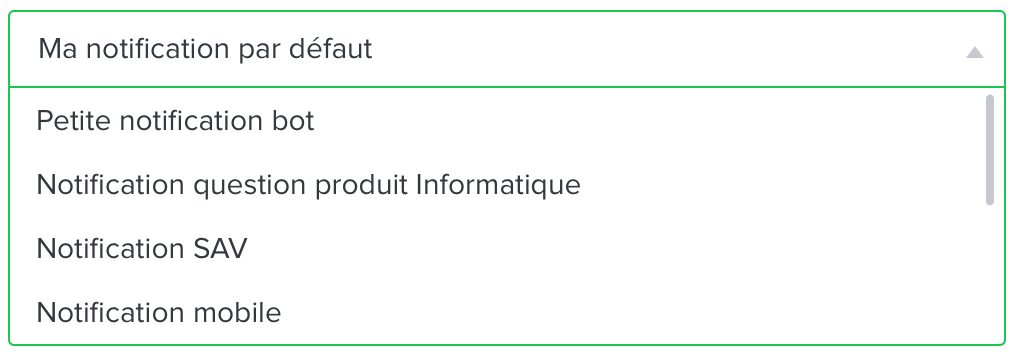 Ma notification par défaut
Petite notification bot
Notification question produit Informatique
Notification SAV
Notification mobile